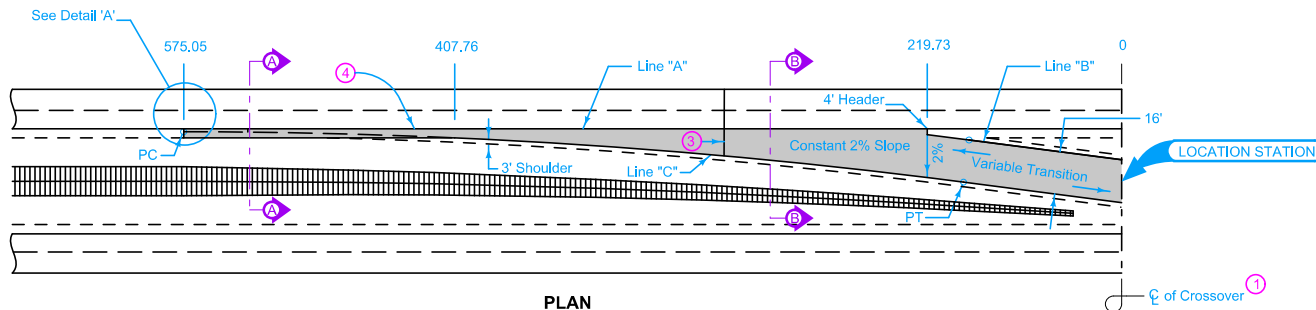 See Detail 'A'
575.05
407.76
219.73
0
A
4
Line "A"
B
4' Header
Line "B"
16'
3
Constant 2% Slope
2%
LOCATION STATION
PC
3' Shoulder
Line "C"
Variable Transition
A
B
PT
PLAN
℄ of Crossover
1